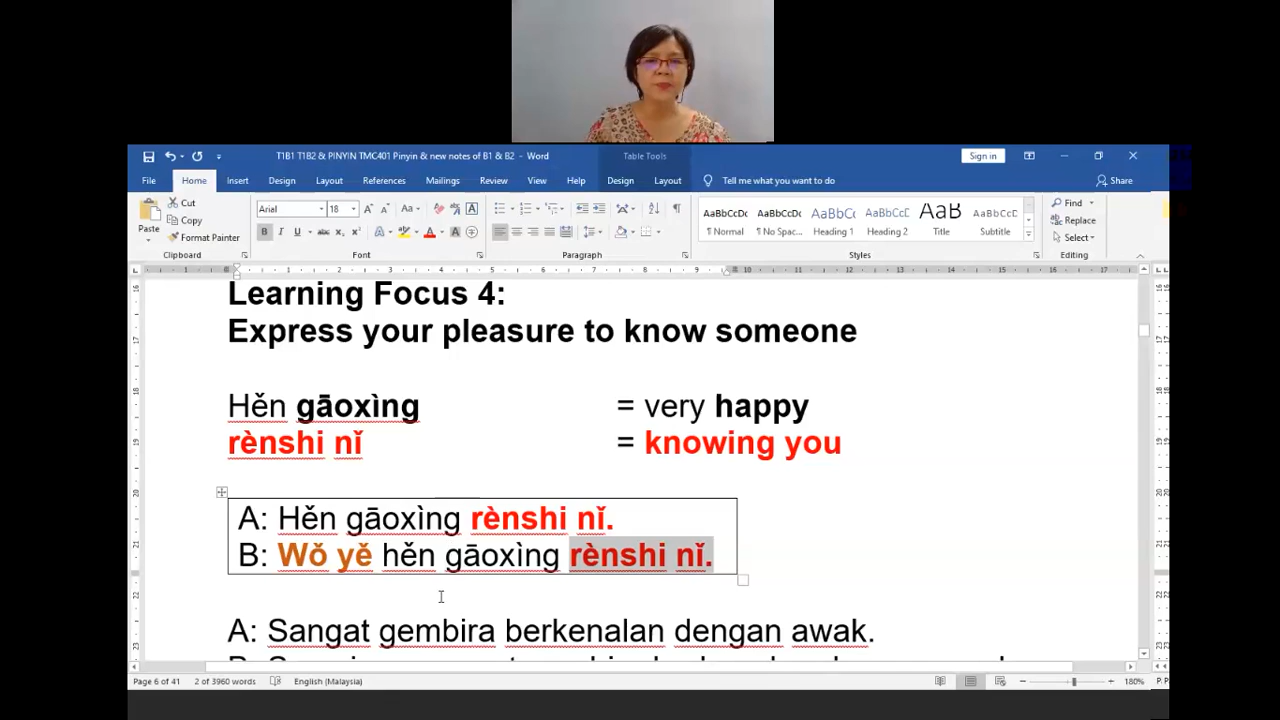 T1B1 T1B2 & PINYIN TMC401 Pinyin & new notes of B1 & B2 - Word
Table Tools
Sign in
File Home Insert Design Layout References Mailings Review View Help Design Layout Tell me what you want to do Share
Paste
Cut
Copy
Format Painter
Arial 18
AaBbCcDc AaBbCcDc AaBbCc AaBbCcD AaB AaBbCcD
¶ Normal ¶ No Spac... Heading 1 Heading 2 Title Subtitle
Find
Replace
Select
Clipboard Font Paragraph Styles Editing
Learning Focus 4:
Express your pleasure to know someone
Hěn gāoxìng = very happy
rènshi nǐ = knowing you
A: Hěn gāoxìng rènshi nǐ.
B: Wǒ yě hěn gāoxìng rènshi nǐ.
A: Sangat gembira berkenalan dengan awak.
Page 6 of 41 2 of 3960 words English (Malaysia) 180%